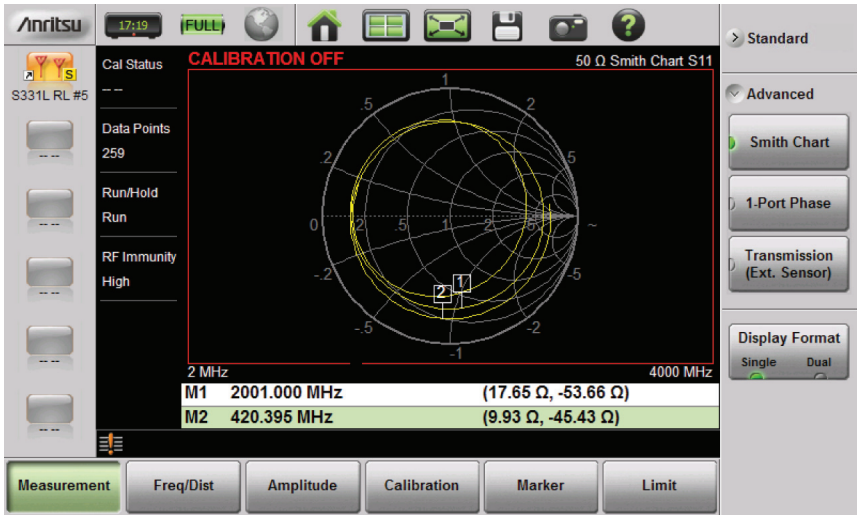 Anritsu
17:19
FULL
?
Standard
S
S331L RL #5
Cal Status
-- --
CALIBRATION OFF
50 Ω Smith Chart S11
Advanced
Data Points
259
Smith Chart
Run/Hold
Run
1-Port Phase
RF Immunity
High
Transmission
(Ext. Sensor)
-- --
-- --
-- --
-- --
-- --
1
.5
2
.2
5
0
.2
.5
1
2
5
~
-.2
-5
-.5
-2
-1
1
2
Display Format
Single Dual
2 MHz
4000 MHz
M1 2001.000 MHz (17.65 Ω, -53.66 Ω)
M2 420.395 MHz (9.93 Ω, -45.43 Ω)
Measurement
Freq/Dist
Amplitude
Calibration
Marker
Limit